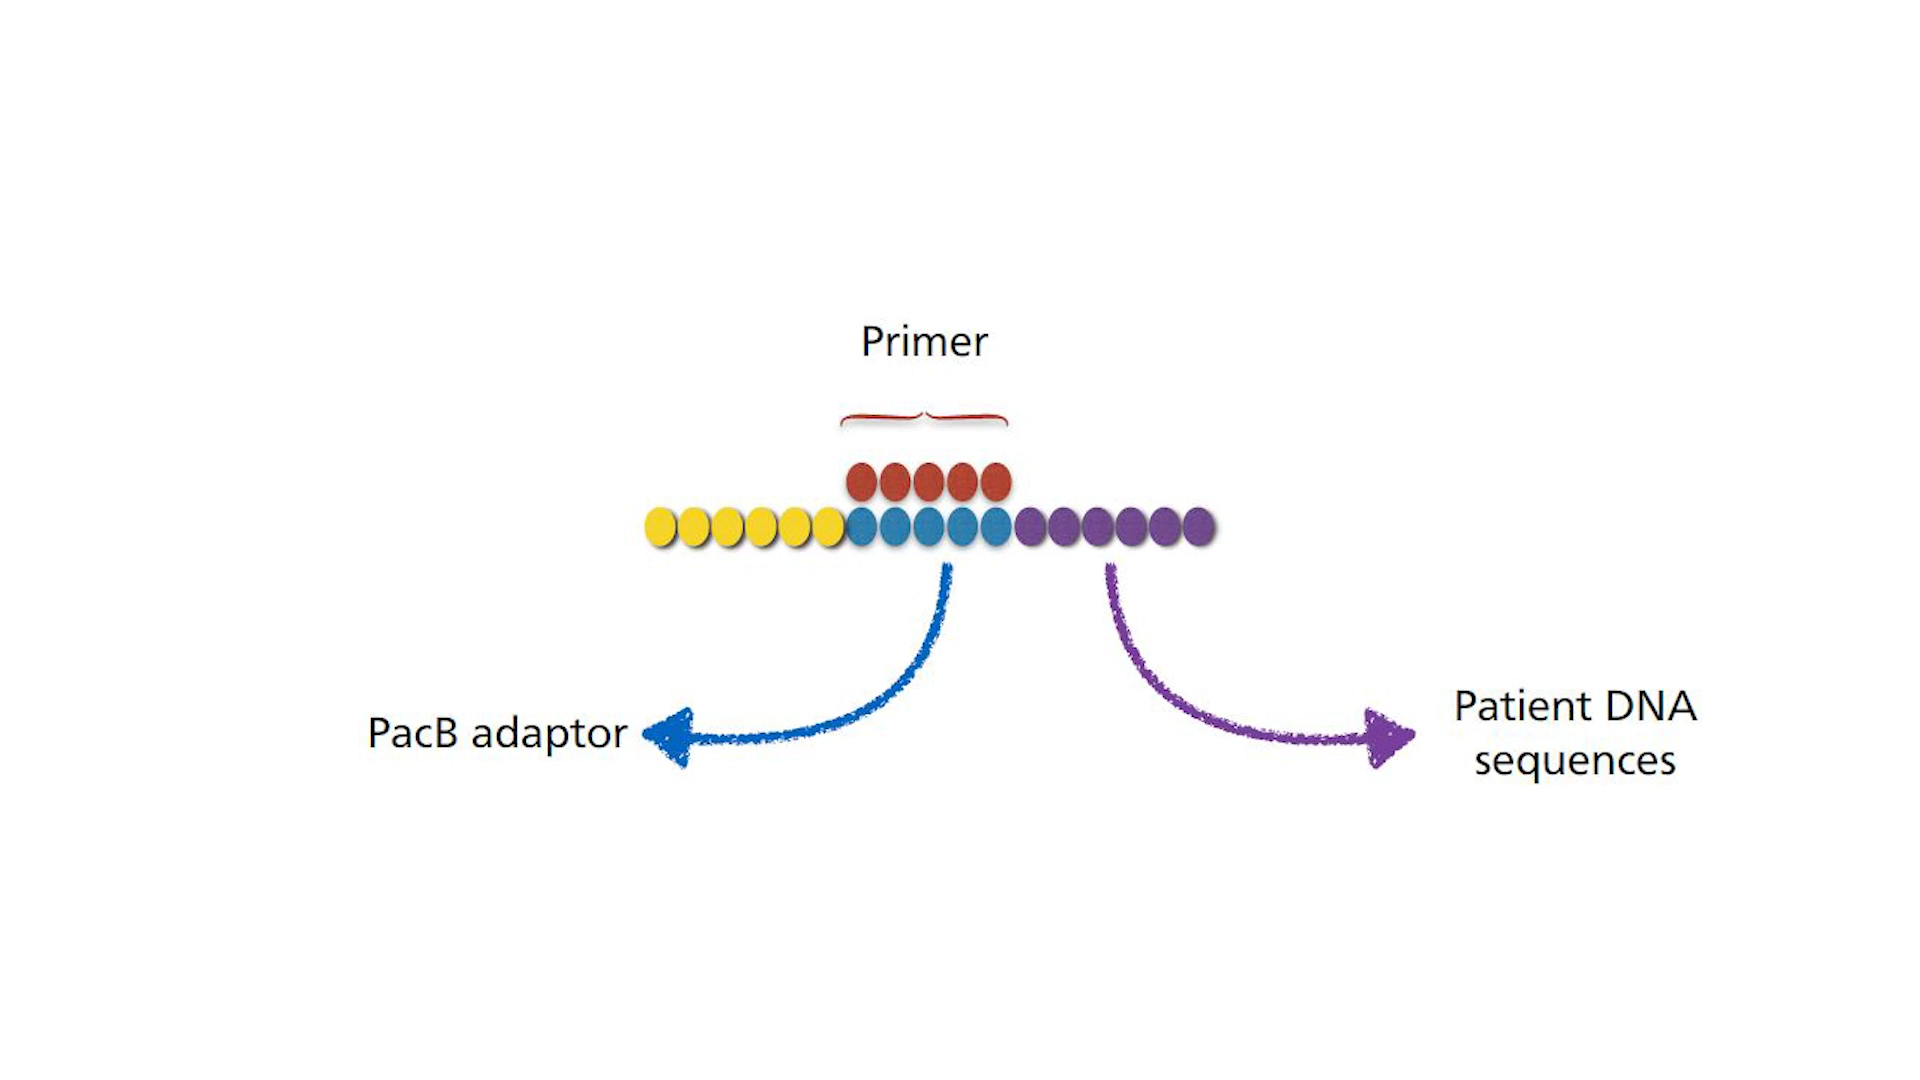 Primer
PacB adaptor
Patient DNA
sequences